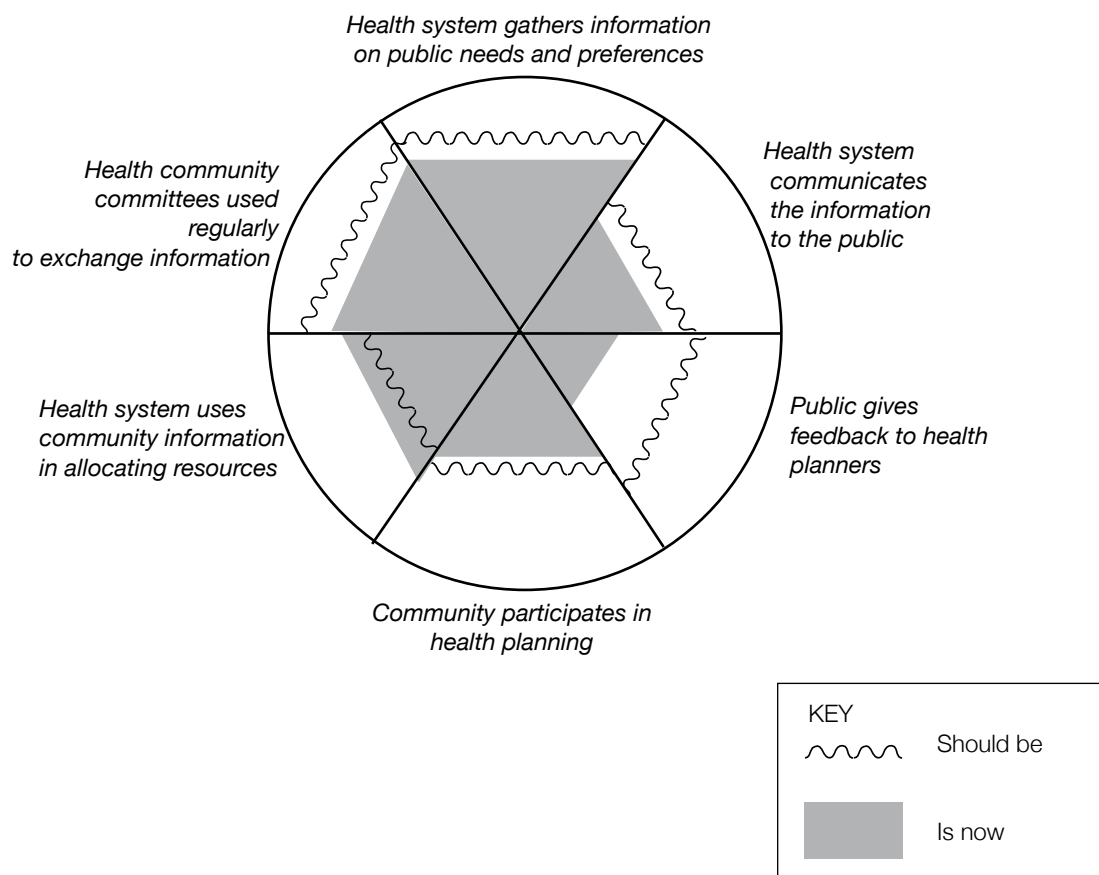 Health system gathers information
on public needs and preferences
Health community
committees used
regularly
to exchange information
Health system
communicates
the information
to the public
Health system uses
community information
in allocating resources
Public gives
feedback to health
planners
Community participates in
health planning
KEY
Should be
Is now